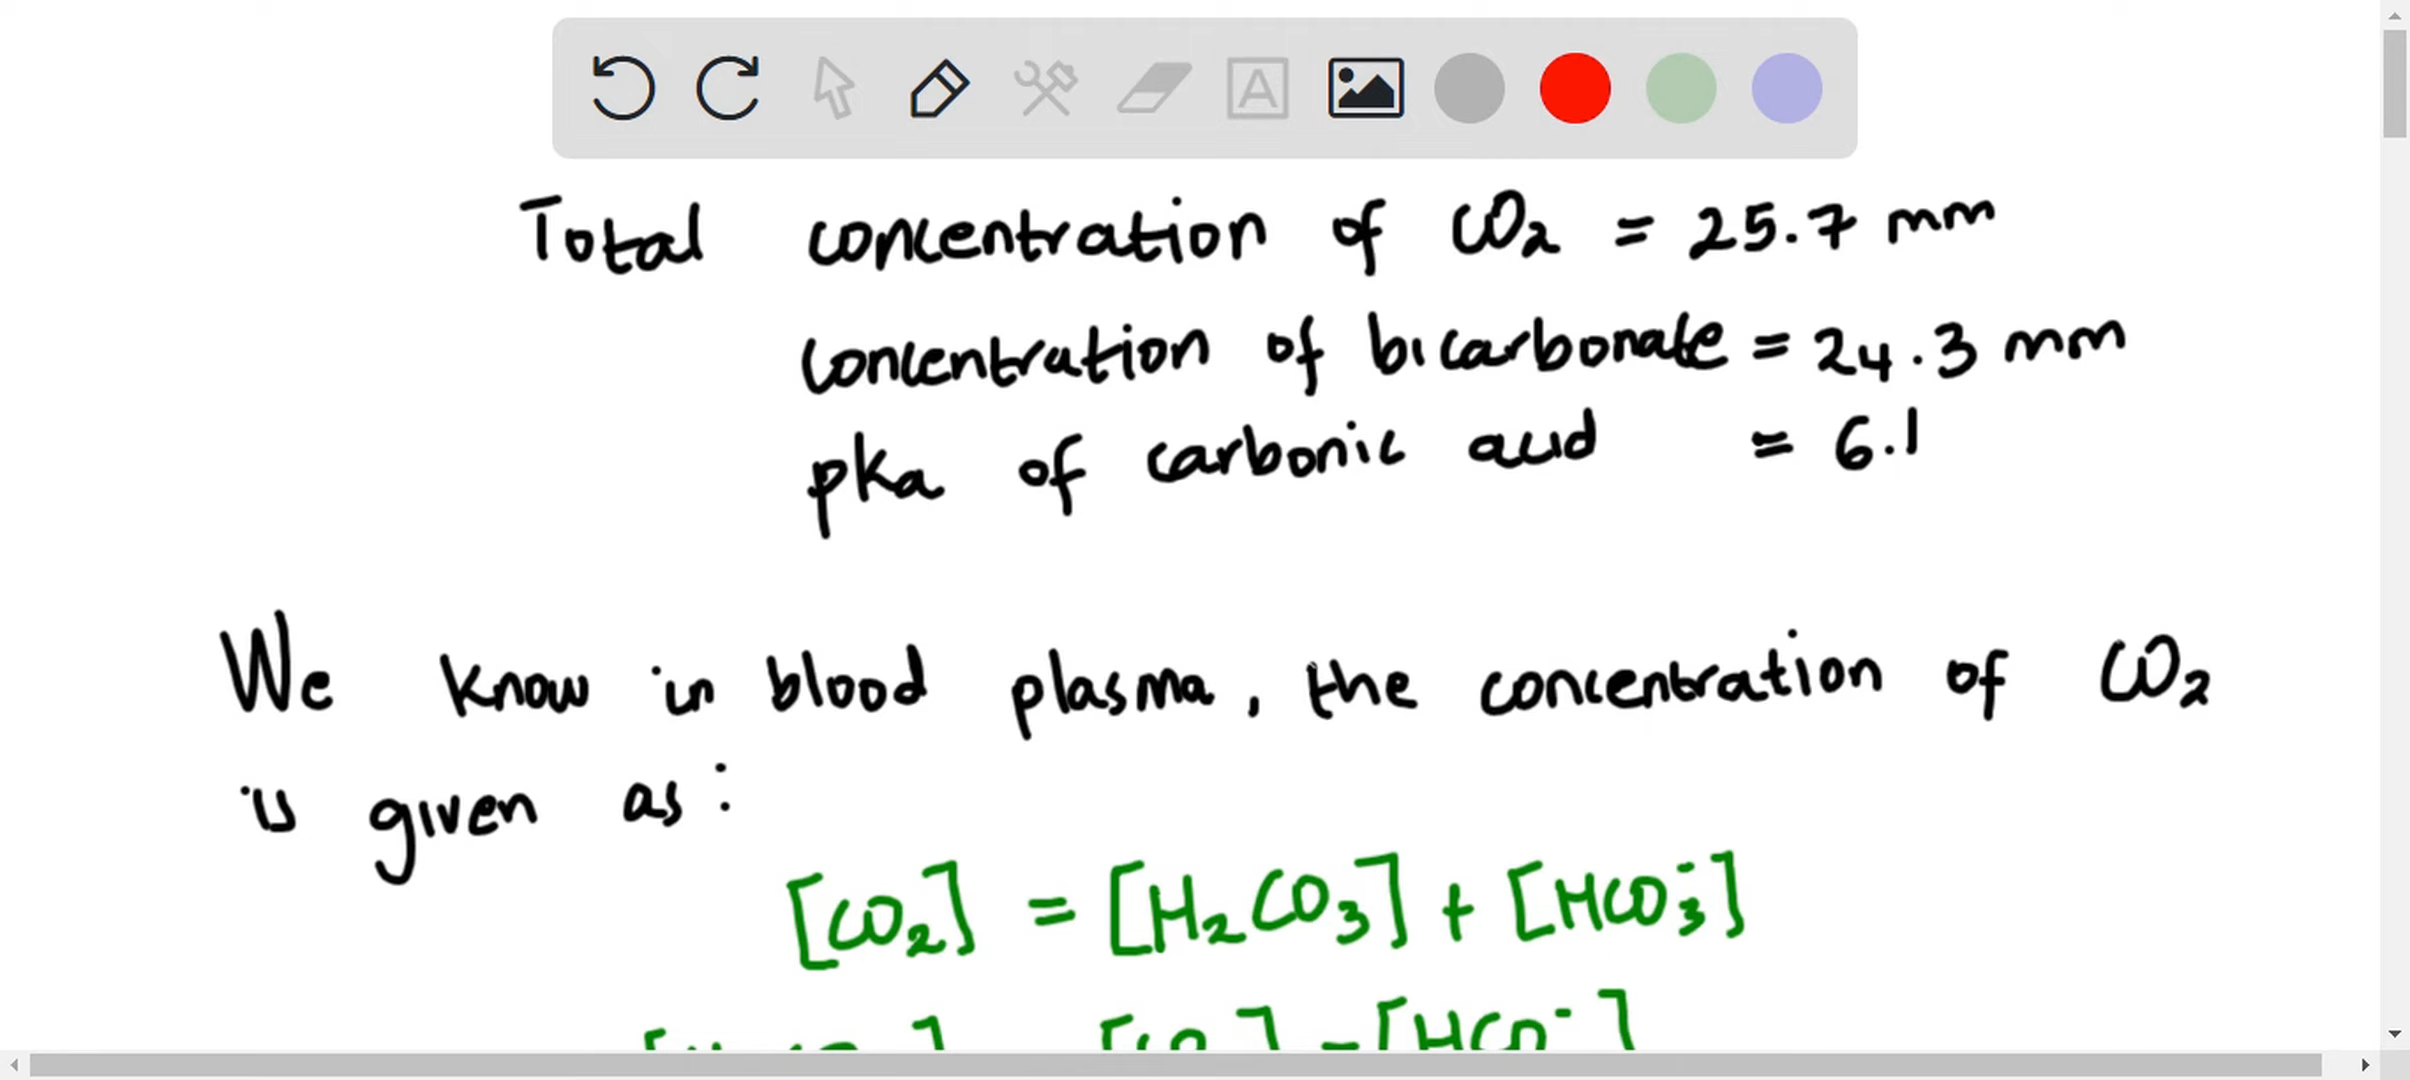 A
Total concentration of CO2 = 25.7 mm
concentration of bicarbonate = 24.3 mm
pka of carbonic acid = 6.1
We know in blood plasma, the concentration of CO2
is given as:
[CO2] = [H2CO3] + [HCO3-]